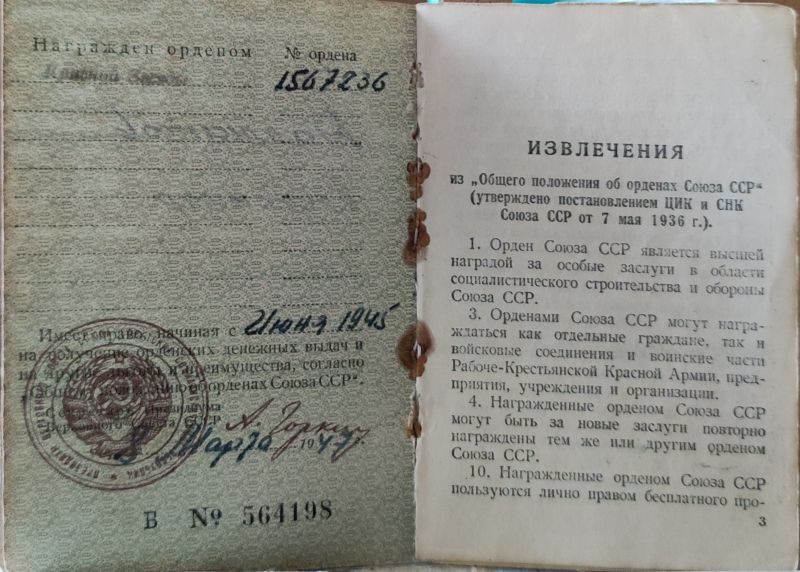 Награжден орденом № ордена
Красной Звезды 1567236
Имеет право, начиная с Июня 1945
на получение орденских денежных выдач и
на другие льготы и преимущества, согласно
„Общему положению об орденах Союза ССР“.
Секретарь Президиума
Верховного Совета СССР А. Горкин
Марта 1947 г.
В № 564198
ИЗВЛЕЧЕНИЯ
из „Общего положения об орденах Союза ССР“
(утверждено постановлением ЦИК и СНК
Союза ССР от 7 мая 1936 г.).
1. Орден Союза ССР является высшей
наградой за особые заслуги в области
социалистического строительства и обороны
Союза ССР.
3. Орденами Союза ССР могут награ-
ждаться как отдельные граждане, так и
войсковые соединения и воинские части
Рабоче-Крестьянской Красной Армии, пред-
приятия, учреждения и организации.
4. Награжденные орденом Союза ССР
могут быть за новые заслуги повторно
награждены тем же или другим орденом
Союза ССР.
10. Награжденные орденом Союза ССР
пользуются лично правом бесплатного про-
3